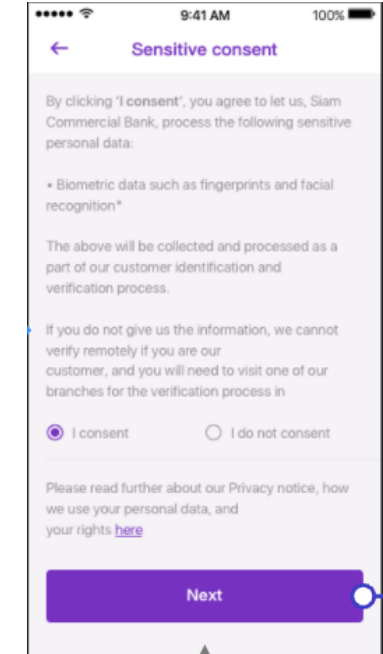 9:41 AM 100%
Sensitive consent
By clicking 'I consent', you agree to let us, Siam
Commercial Bank, process the following sensitive
personal data:
• Biometric data such as fingerprints and facial
recognition*
The above will be collected and processed as a
part of our customer identification and
verification process.
If you do not give us the information, we cannot
verify remotely if you are our
customer, and you will need to visit one of our
branches for the verification process in
I consent I do not consent
Please read further about our Privacy notice, how
we use your personal data, and
your rights here
Next